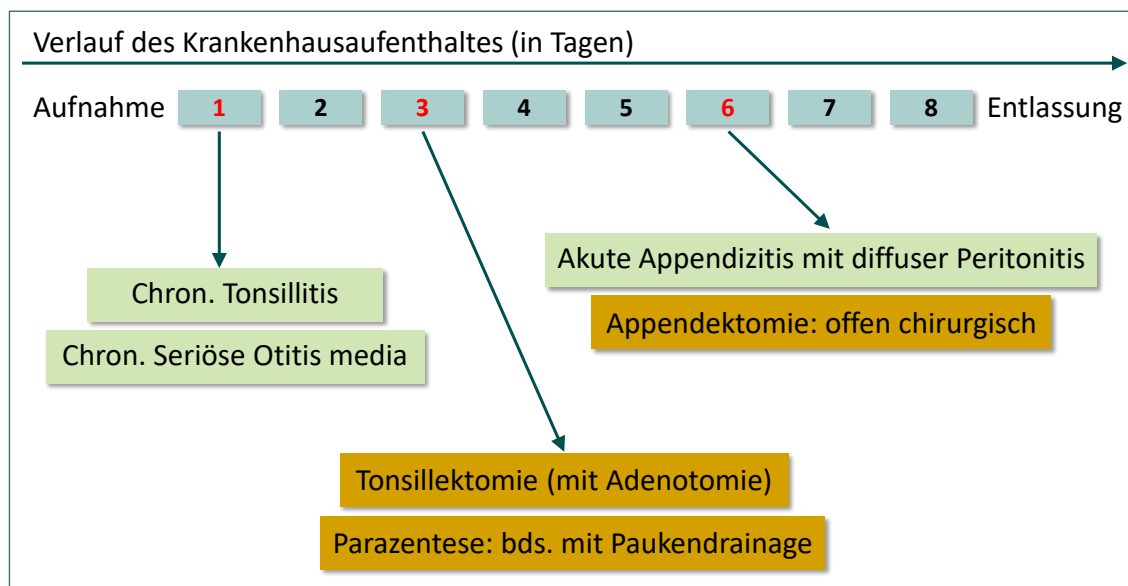 Verlauf des Krankenhausaufenthaltes (in Tagen)
Aufnahme 1 2 3 4 5 6 7 8 Entlassung
Akute Appendizitis mit diffuser Peritonitis
Chron. Tonsillitis
Appendektomie: offen chirurgisch
Chron. Seriöse Otitis media
Tonsillektomie (mit Adenotomie)
Parazentese: bds. mit Paukendrainage